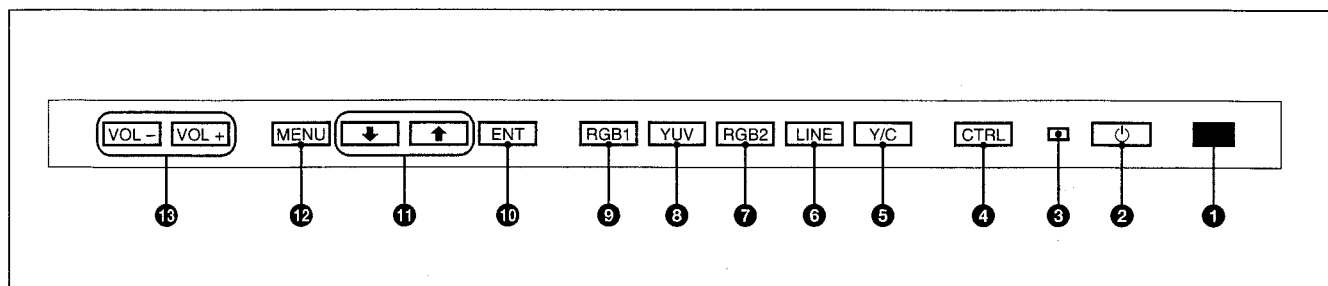 VOL − VOL + MENU ↓ ↑ ENT RGB1 YUV RGB2 LINE Y/C CTRL
13 12 11 10 9 8 7 6 5 4 3 2 1